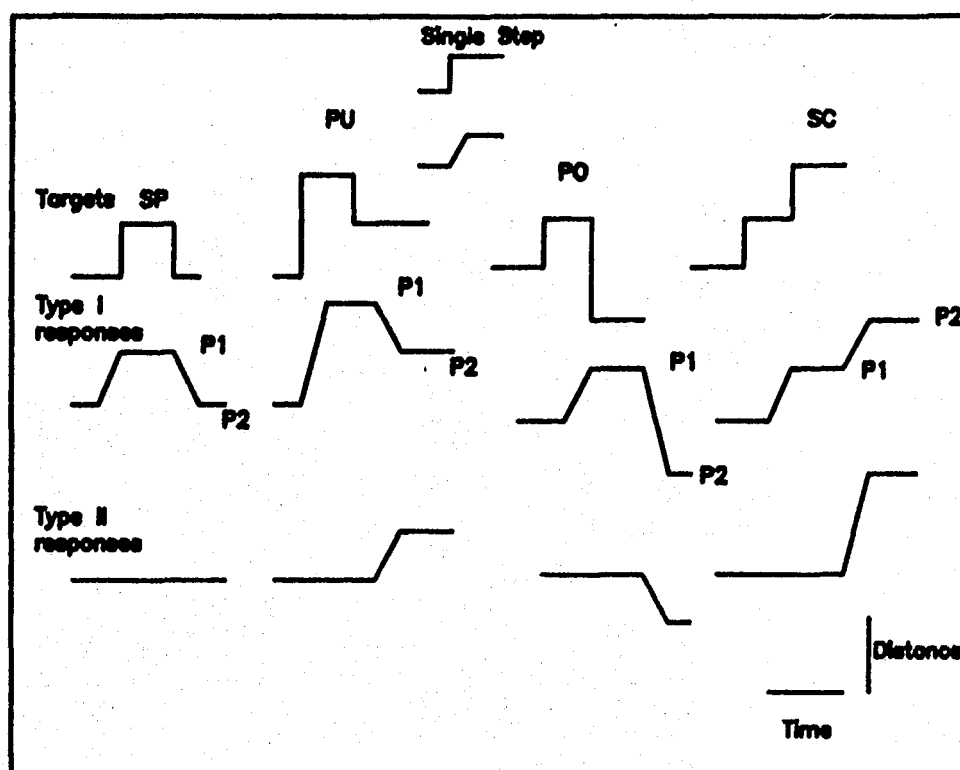 Single Step
PU
SC
PO
Targets SP
Type I
responses
P1
P2
P1
P2
P1
P2
P2
P1
Type II
responses
Distance
Time